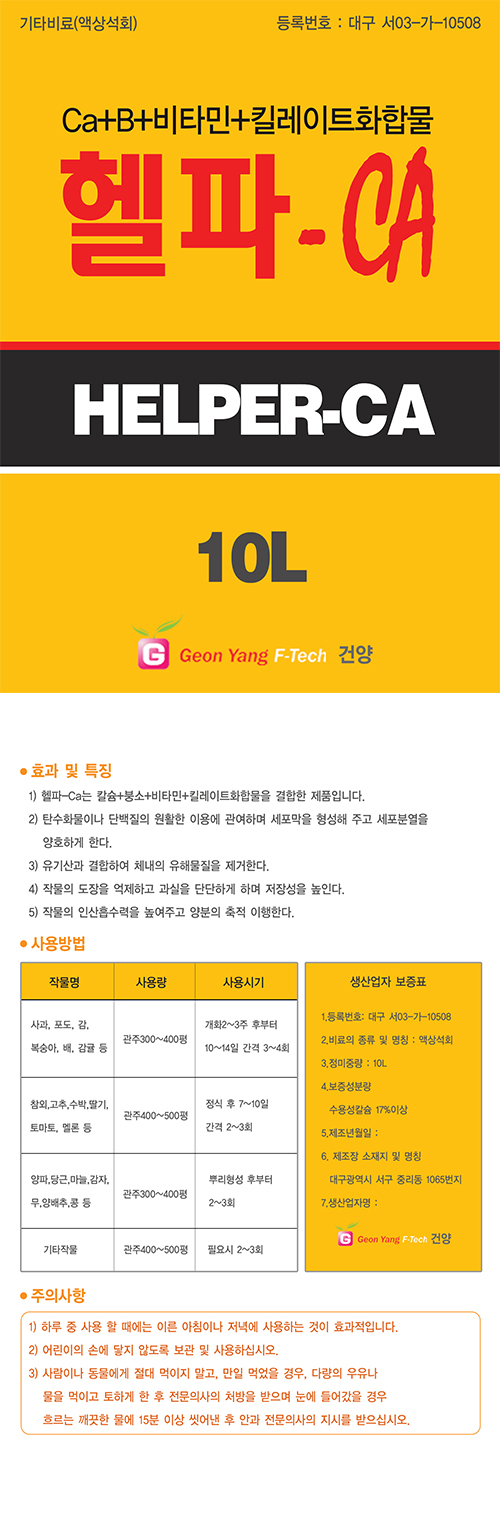 기타비료(액상석회) 등록번호 : 대구 서03-가-10508
Ca+B+비타민+킬레이트화합물
헬파-CA
HELPER-CA
10L
G Geon Yang F-Tech 건양
● 효과 및 특징
1) 헬파-Ca는 칼슘+붕소+비타민+킬레이트화합물을 결합한 제품입니다.
2) 탄수화물이나 단백질의 원활한 이용에 관여하며 세포막을 형성해 주고 세포분열을
양호하게 한다.
3) 유기산과 결합하여 체내의 유해물질을 제거한다.
4) 작물의 도장을 억제하고 과실을 단단하게 하며 저장성을 높인다.
5) 작물의 인산흡수력을 높여주고 양분의 축적 이행한다.
● 사용방법
작물명 사용량 사용시기
사과, 포도, 감,
복숭아, 배, 감귤 등
관주300~400평
개화2~3주 후부터
10~14일 간격 3~4회
참외,고추,수박,딸기,
토마토, 멜론 등
관주400~500평
정식 후 7~10일
간격 2~3회
양파,당근,마늘,감자,
무,양배추,콩 등
관주300~400평
뿌리형성 후부터
2~3회
기타작물 관주400~500평 필요시 2~3회
생산업자 보증표
1.등록번호: 대구 서03-가-10508
2.비료의 종류 및 명칭 : 액상석회
3.정미중량 : 10L
4.보증성분량
수용성칼슘 17%이상
5.제조년월일 :
6. 제조장 소재지 및 명칭
대구광역시 서구 중리동 1065번지
7.생산업자명 :
G Geon Yang F-Tech 건양
● 주의사항
1) 하루 중 사용 할 때에는 이른 아침이나 저녁에 사용하는 것이 효과적입니다.
2) 어린이의 손에 닿지 않도록 보관 및 사용하십시오.
3) 사람이나 동물에게 절대 먹이지 말고, 만일 먹었을 경우, 다량의 우유나
물을 먹이고 토하게 한 후 전문의사의 처방을 받으며 눈에 들어갔을 경우
흐르는 깨끗한 물에 15분 이상 씻어낸 후 안과 전문의사의 지시를 받으십시오.